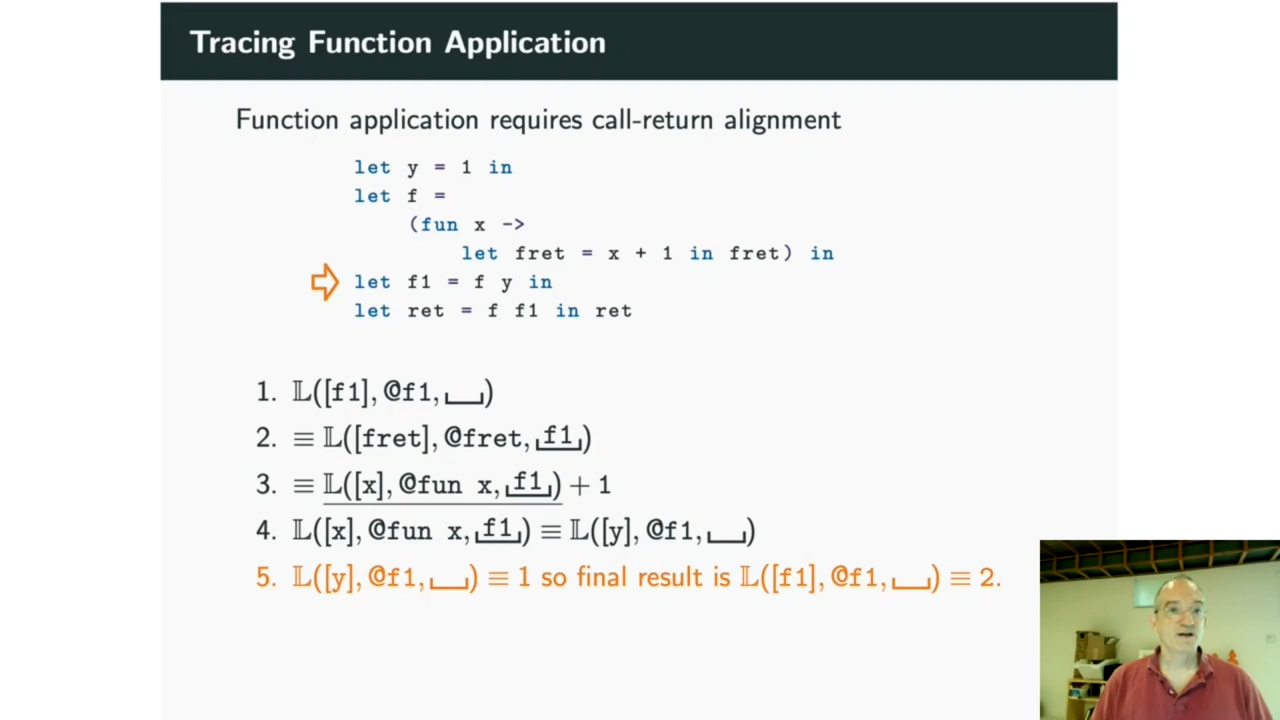 Tracing Function Application
Function application requires call-return alignment
let y = 1 in
let f =
(fun x ->
let fret = x + 1 in fret) in
let f1 = f y in
let ret = f f1 in ret
1. 𝕃([f1], @f1, ⎵)
2. ≡ 𝕃([fret], @fret, ⌞f1⌟)
3. ≡ 𝕃([x], @fun x, ⌞f1⌟) + 1
4. 𝕃([x], @fun x, ⌞f1⌟) ≡ 𝕃([y], @f1, ⎵)
5. 𝕃([y], @f1, ⎵) ≡ 1 so final result is 𝕃([f1], @f1, ⎵) ≡ 2.